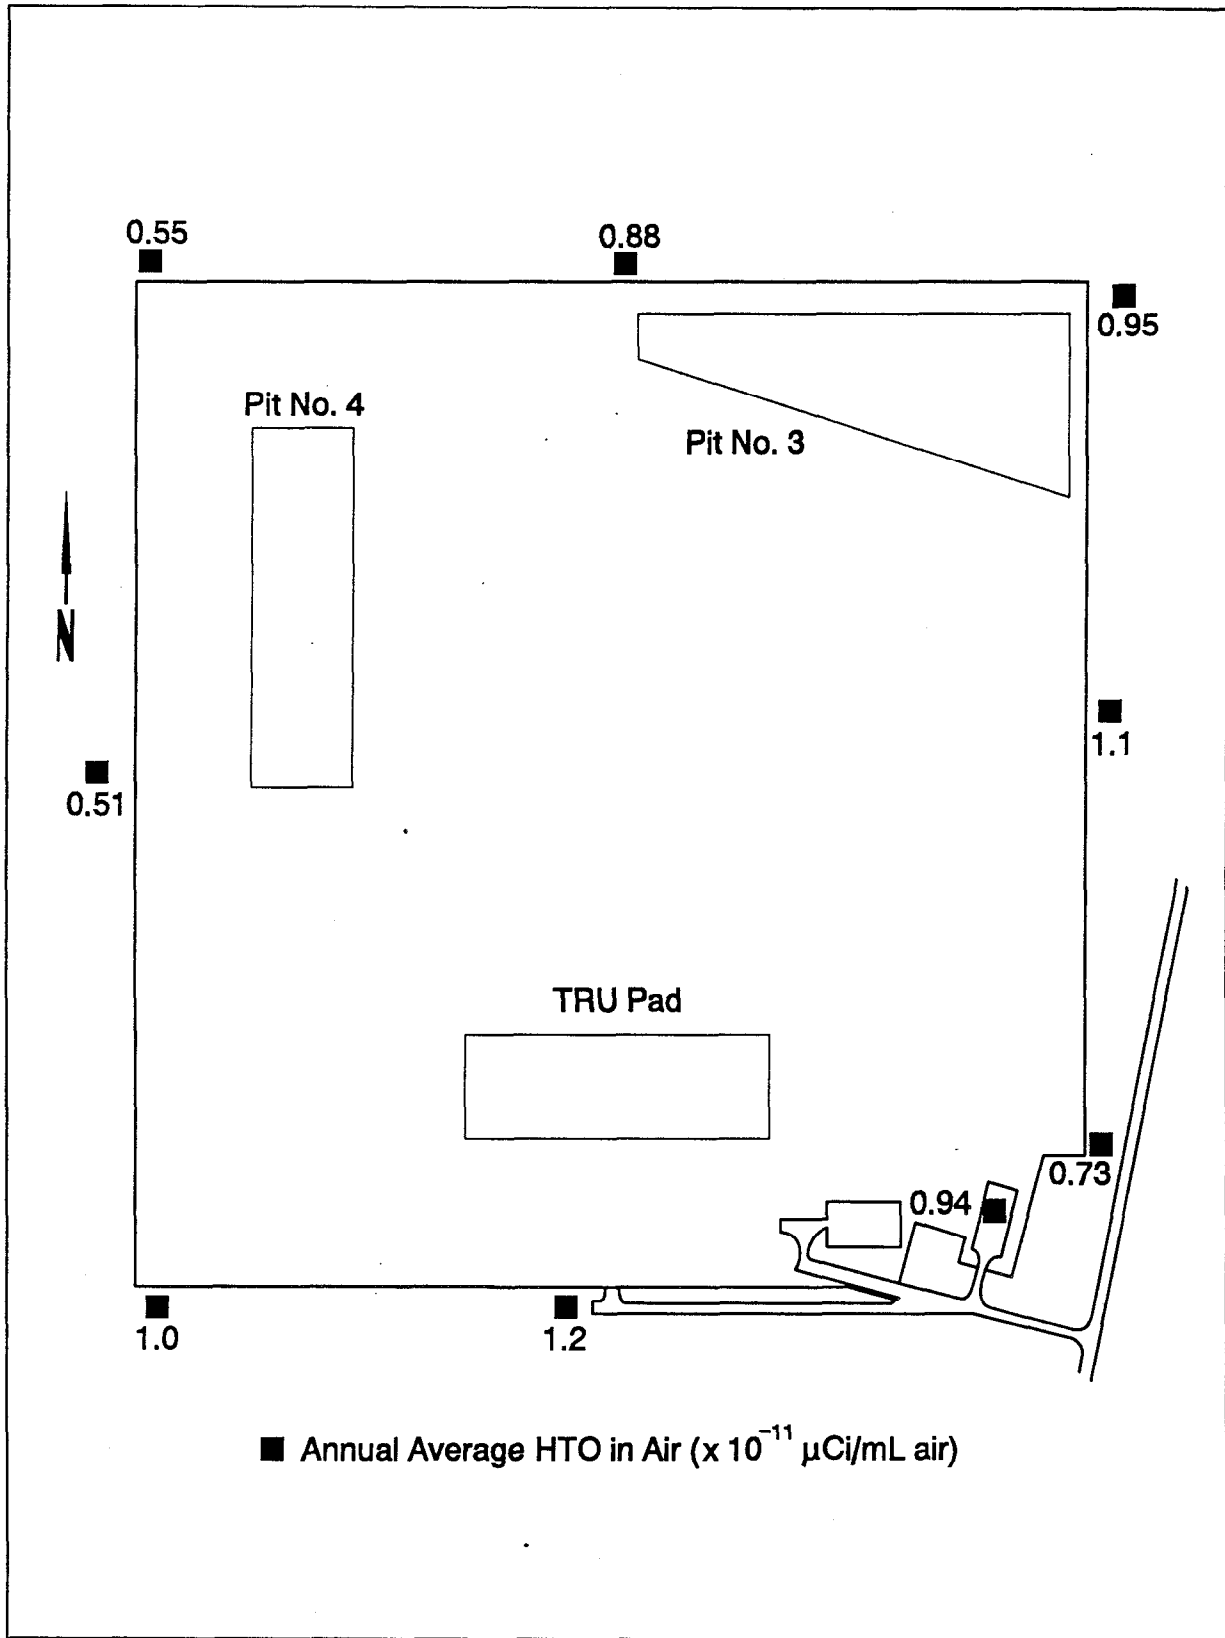 0.55
0.88
0.95
Pit No. 4
Pit No. 3
N
1.1
0.51
TRU Pad
0.73
0.94
1.0
1.2
■ Annual Average HTO in Air (x 10⁻¹¹ µCi/mL air)